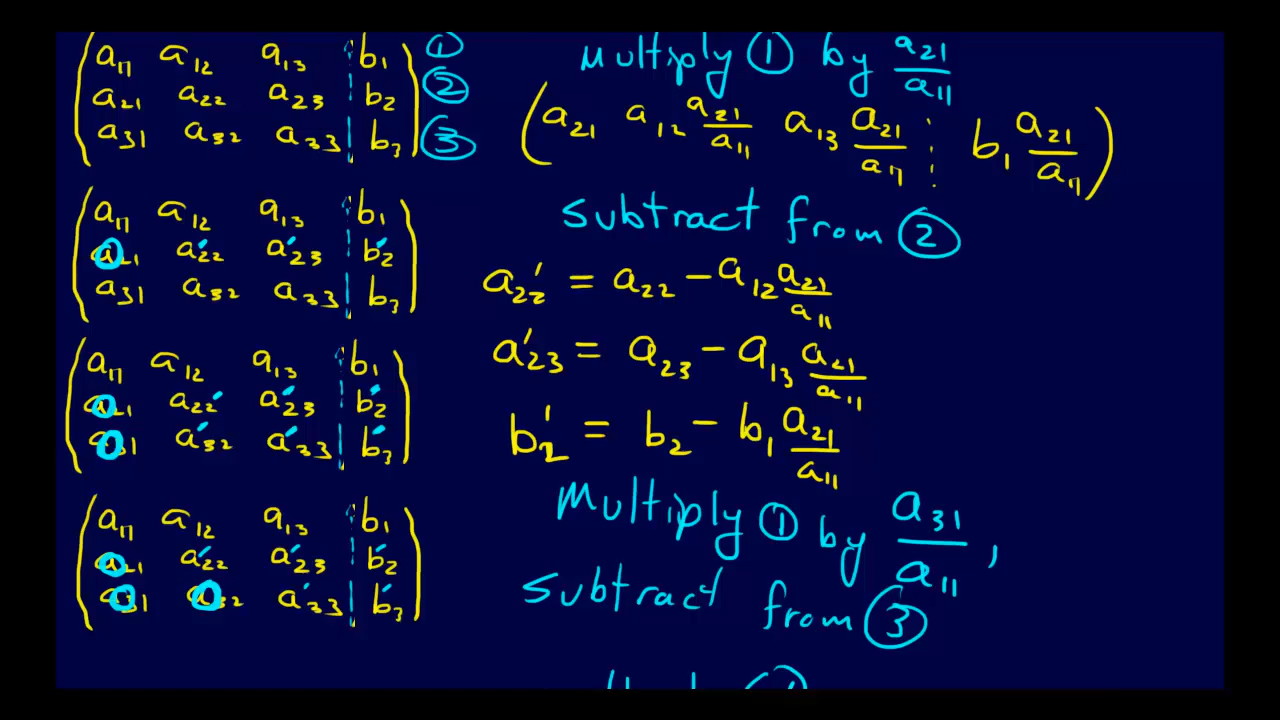 a11 a12 a13 b1 ①
a21 a22 a23 b2 ②
a31 a32 a33 b3 ③
a11 a12 a13 b1
0 a'22 a'23 b'2
a31 a32 a33 b3
a11 a12 a13 b1
0 a22' a'23 b'2
0 a'32 a'33 b'3
a11 a12 a13 b1
0 a'22 a'23 b'2
0 0 a'33 b'3
Multiply ① by a21/a11
(a21 a12 a21/a11 a13 a21/a11 ⋮ b1 a21/a11)
subtract from ②
a22' = a22 - a12 a21/a11
a'23 = a23 - a13 a21/a11
b2' = b2 - b1 a21/a11
Multiply ① by a31/a11,
subtract from ③